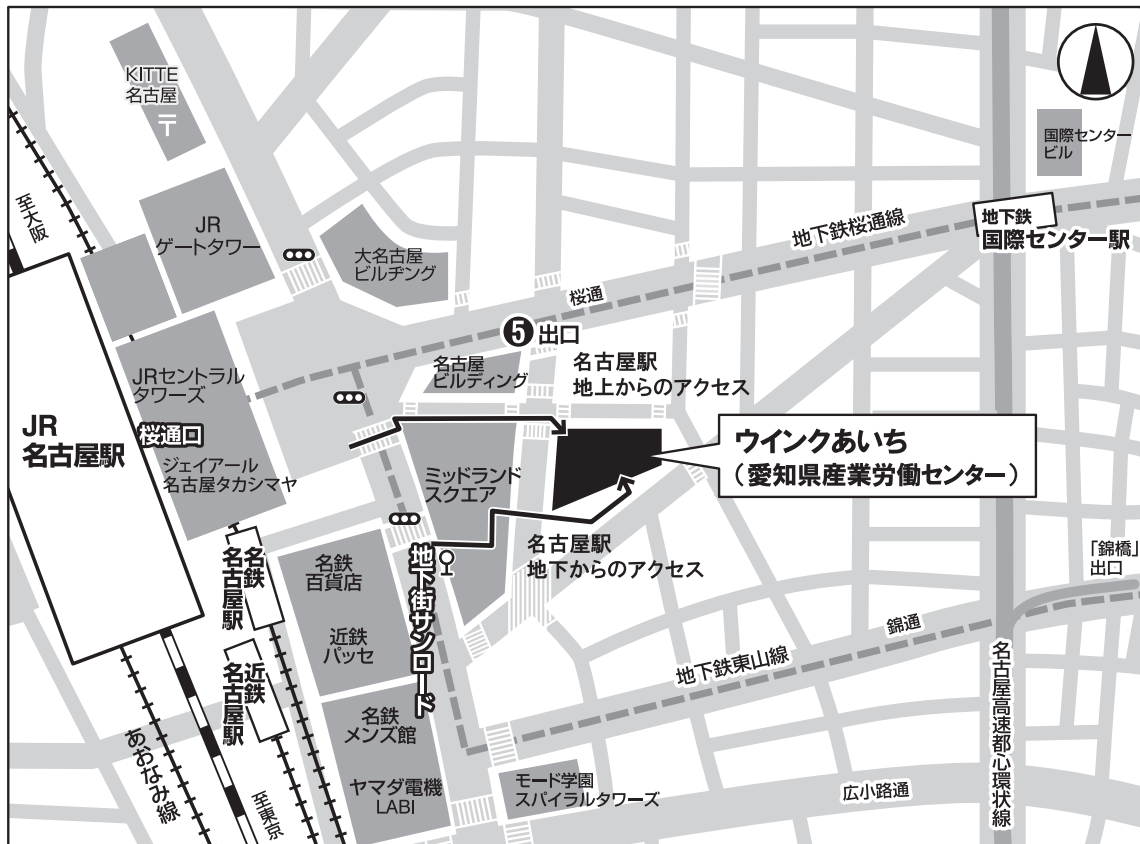 KITTE
名古屋
〒
国際センター
ビル
至大阪
JR
ゲートタワー
大名古屋
ビルヂング
地下鉄桜通線
地下鉄
国際センター駅
桜通
❺出口
JRセントラル
タワーズ
名古屋
ビルディング
名古屋駅
地上からのアクセス
JR
名古屋駅
桜通口
ジェイアール
名古屋タカシマヤ
ミッドランド
スクエア
ウインクあいち
（愛知県産業労働センター）
名古屋駅
地下からのアクセス
名鉄
名古屋駅
名鉄
百貨店
地下街サンロード
「錦橋」
出口
近鉄
名古屋駅
近鉄
パッセ
錦通
地下鉄東山線
名古屋高速都心環状線
あおなみ線
至東京
名鉄
メンズ館
ヤマダ電機
LABI
モード学園
スパイラルタワーズ
広小路通